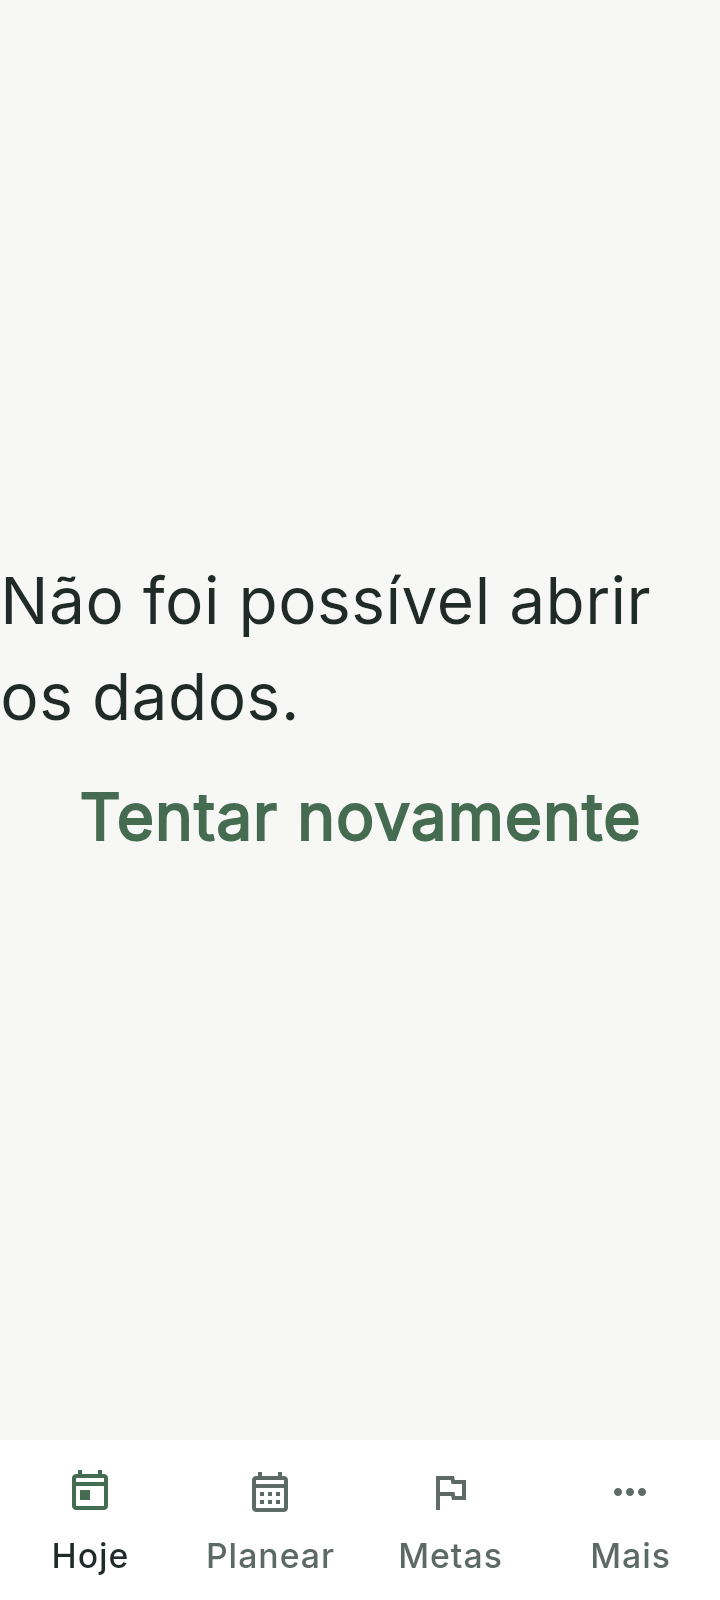 Não foi possível abrir
os dados.
Tentar novamente
Hoje
Planear
Metas
Mais